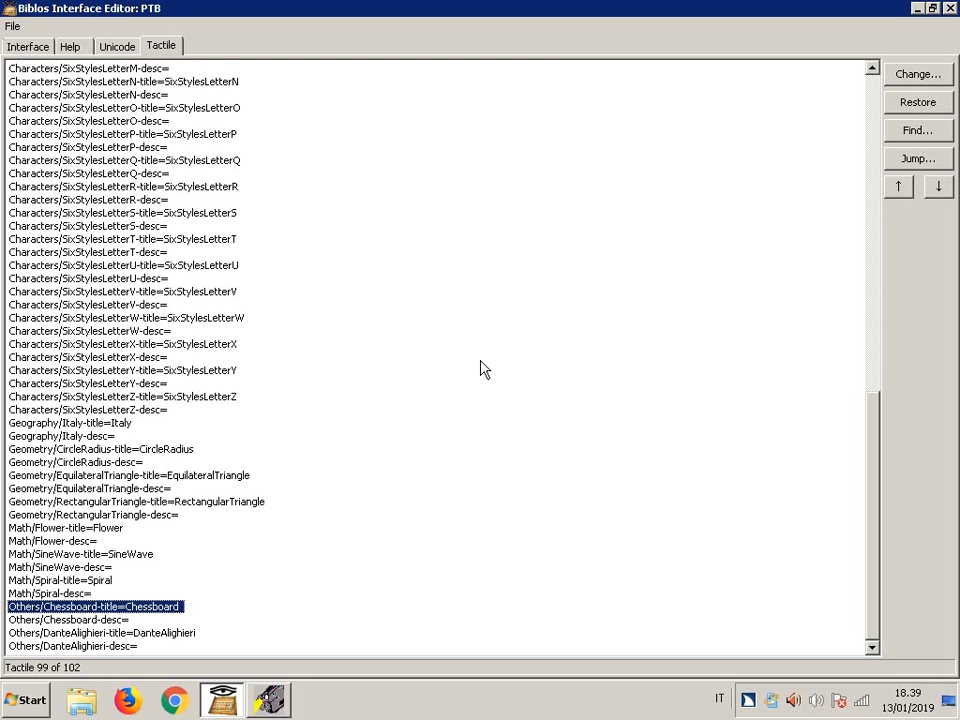 Biblos Interface Editor: PTB
File
Interface Help Unicode Tactile
Characters/SixStylesLetterM-desc=
Characters/SixStylesLetterN-title=SixStylesLetterN
Characters/SixStylesLetterN-desc=
Characters/SixStylesLetterO-title=SixStylesLetterO
Characters/SixStylesLetterO-desc=
Characters/SixStylesLetterP-title=SixStylesLetterP
Characters/SixStylesLetterP-desc=
Characters/SixStylesLetterQ-title=SixStylesLetterQ
Characters/SixStylesLetterQ-desc=
Characters/SixStylesLetterR-title=SixStylesLetterR
Characters/SixStylesLetterR-desc=
Characters/SixStylesLetterS-title=SixStylesLetterS
Characters/SixStylesLetterS-desc=
Characters/SixStylesLetterT-title=SixStylesLetterT
Characters/SixStylesLetterT-desc=
Characters/SixStylesLetterU-title=SixStylesLetterU
Characters/SixStylesLetterU-desc=
Characters/SixStylesLetterV-title=SixStylesLetterV
Characters/SixStylesLetterV-desc=
Characters/SixStylesLetterW-title=SixStylesLetterW
Characters/SixStylesLetterW-desc=
Characters/SixStylesLetterX-title=SixStylesLetterX
Characters/SixStylesLetterX-desc=
Characters/SixStylesLetterY-title=SixStylesLetterY
Characters/SixStylesLetterY-desc=
Characters/SixStylesLetterZ-title=SixStylesLetterZ
Characters/SixStylesLetterZ-desc=
Geography/Italy-title=Italy
Geography/Italy-desc=
Geometry/CircleRadius-title=CircleRadius
Geometry/CircleRadius-desc=
Geometry/EquilateralTriangle-title=EquilateralTriangle
Geometry/EquilateralTriangle-desc=
Geometry/RectangularTriangle-title=RectangularTriangle
Geometry/RectangularTriangle-desc=
Math/Flower-title=Flower
Math/Flower-desc=
Math/SineWave-title=SineWave
Math/SineWave-desc=
Math/Spiral-title=Spiral
Math/Spiral-desc=
Others/Chessboard-title=Chessboard
Others/Chessboard-desc=
Others/DanteAlighieri-title=DanteAlighieri
Others/DanteAlighieri-desc=
Change...
Restore
Find...
Jump...
↑ ↓
Tactile 99 of 102
Start
IT
18.39
13/01/2019